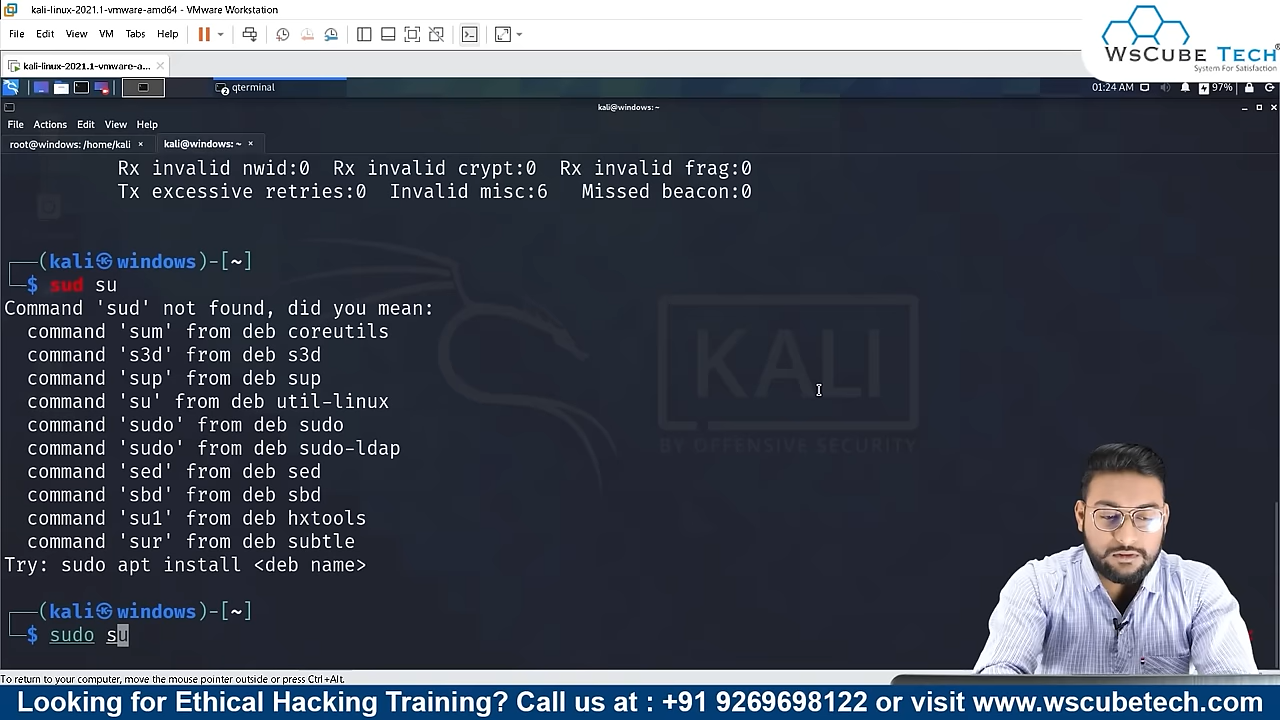 kali-linux-2021.1-vmware-amd64 - VMware Workstation
File Edit View VM Tabs Help
kali-linux-2021.1-vmware-a...
WsCube Tech
System For Satisfaction
qterminal
01:24 AM 97%
kali@windows: ~
File Actions Edit View Help
root@windows: /home/kali × kali@windows: ~ ×
Rx invalid nwid:0 Rx invalid crypt:0 Rx invalid frag:0
Tx excessive retries:0 Invalid misc:6 Missed beacon:0
(kali㉿windows)-[~]
$ sud su
Command 'sud' not found, did you mean:
command 'sum' from deb coreutils
command 's3d' from deb s3d
command 'sup' from deb sup
command 'su' from deb util-linux
command 'sudo' from deb sudo
command 'sudo' from deb sudo-ldap
command 'sed' from deb sed
command 'sbd' from deb sbd
command 'su1' from deb hxtools
command 'sur' from deb subtle
Try: sudo apt install <deb name>
KALI
BY OFFENSIVE SECURITY
(kali㉿windows)-[~]
$ sudo su
To return to your computer, move the mouse pointer outside or press Ctrl+Alt.
Looking for Ethical Hacking Training? Call us at : +91 9269698122 or visit www.wscubetech.com